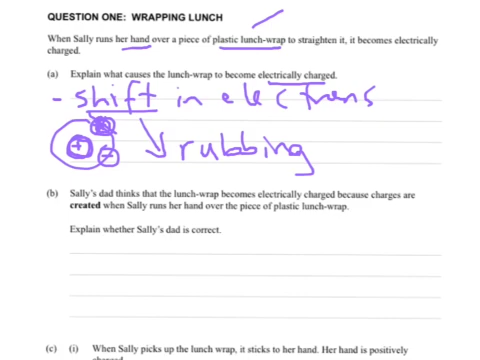 QUESTION ONE: WRAPPING LUNCH
When Sally runs her hand over a piece of plastic lunch-wrap to straighten it, it becomes electrically
charged.
(a) Explain what causes the lunch-wrap to become electrically charged.
- shift in electrons
+ -
rubbing
(b) Sally's dad thinks that the lunch-wrap becomes electrically charged because charges are
created when Sally runs her hand over the piece of plastic lunch-wrap.
Explain whether Sally's dad is correct.
(c) (i) When Sally picks up the lunch wrap, it sticks to her hand. Her hand is positively
charged.